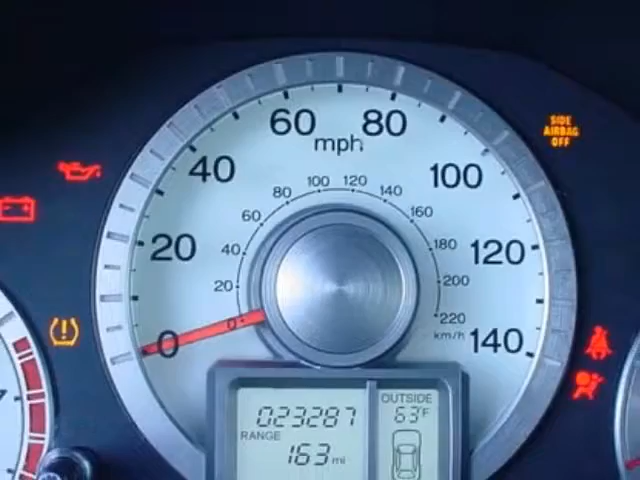 60 80
mph
40 100
20 120
0 140
100 120
80 140
60 160
40 180
20 200
0 220
km/h
SIDE
AIRBAG
OFF
023287
RANGE
163 mi
OUTSIDE
63°F